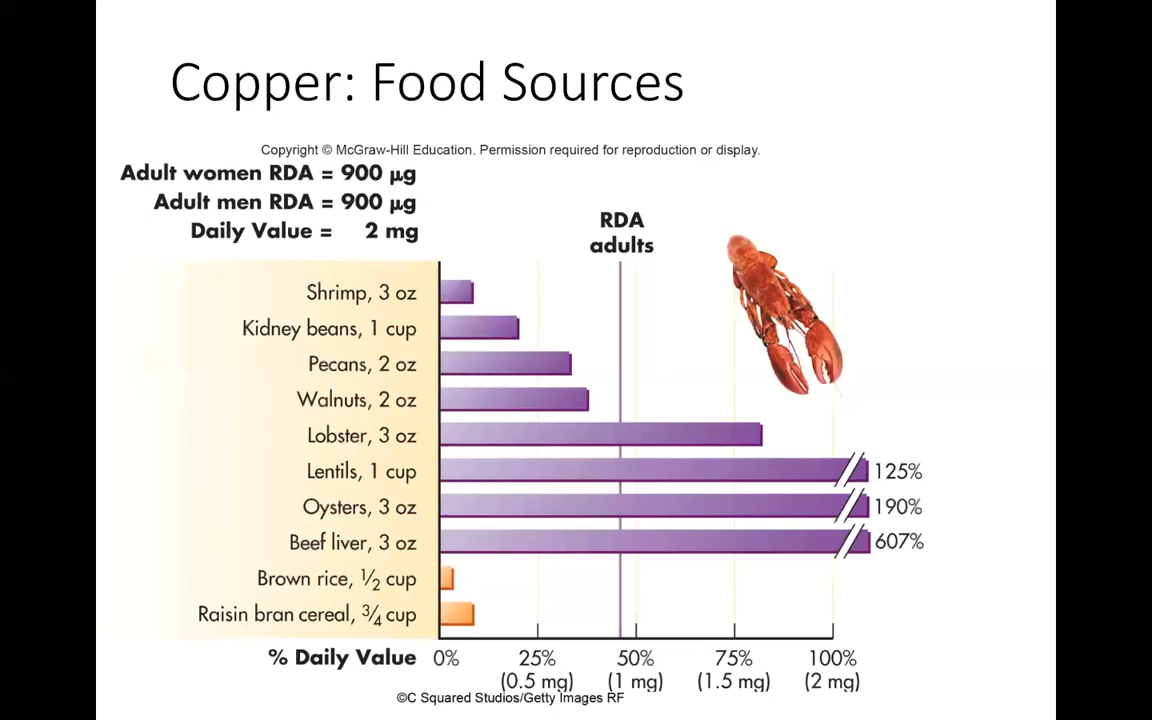 Copper: Food Sources
Copyright © McGraw-Hill Education. Permission required for reproduction or display.
Adult women RDA = 900 μg
Adult men RDA = 900 μg
Daily Value = 2 mg
RDA
adults
Shrimp, 3 oz
Kidney beans, 1 cup
Pecans, 2 oz
Walnuts, 2 oz
Lobster, 3 oz
Lentils, 1 cup 125%
Oysters, 3 oz 190%
Beef liver, 3 oz 607%
Brown rice, 1/2 cup
Raisin bran cereal, 3/4 cup
% Daily Value 0% 25% 50% 75% 100%
(0.5 mg) (1 mg) (1.5 mg) (2 mg)
©C Squared Studios/Getty Images RF